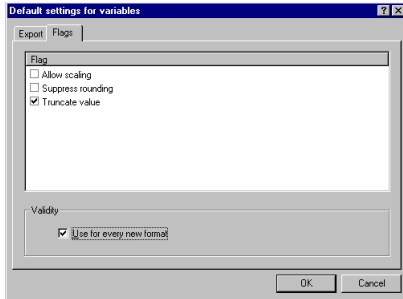 Default settings for variables
Export Flags
Flag
Allow scaling
Suppress rounding
Truncate value
Validity
Use for every new format
OK Cancel